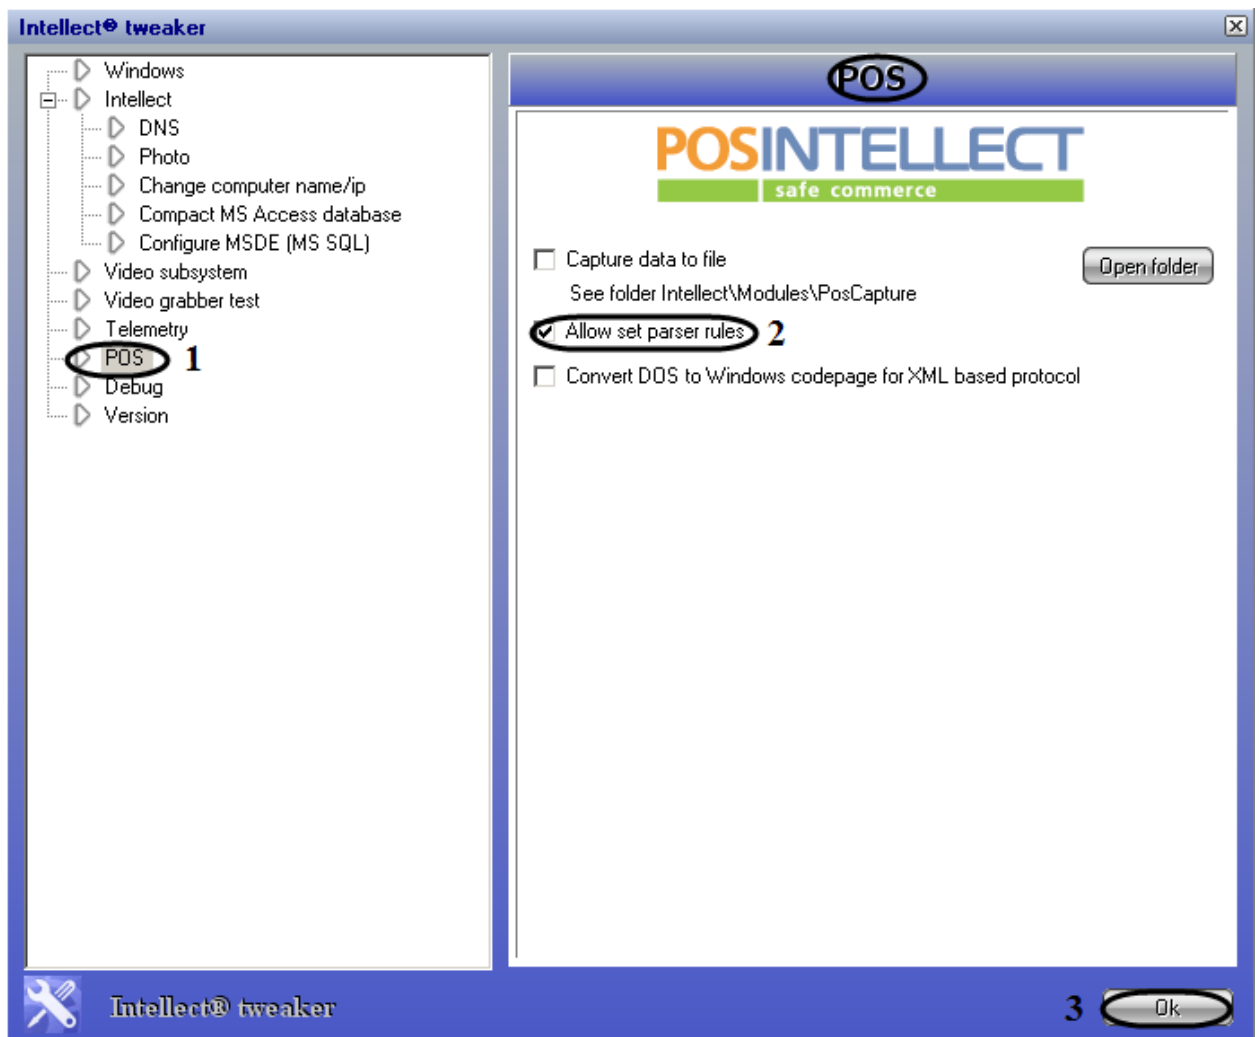 Intellect® tweaker
Windows
Intellect
DNS
Photo
Change computer name/ip
Compact MS Access database
Configure MSDE (MS SQL)
Video subsystem
Video grabber test
Telemetry
POS 1
Debug
Version
POS
POSINTELLECT
safe commerce
Capture data to file
Open folder
See folder Intellect\Modules\PosCapture
Allow set parser rules 2
Convert DOS to Windows codepage for XML based protocol
Intellect® tweaker
3 Ok